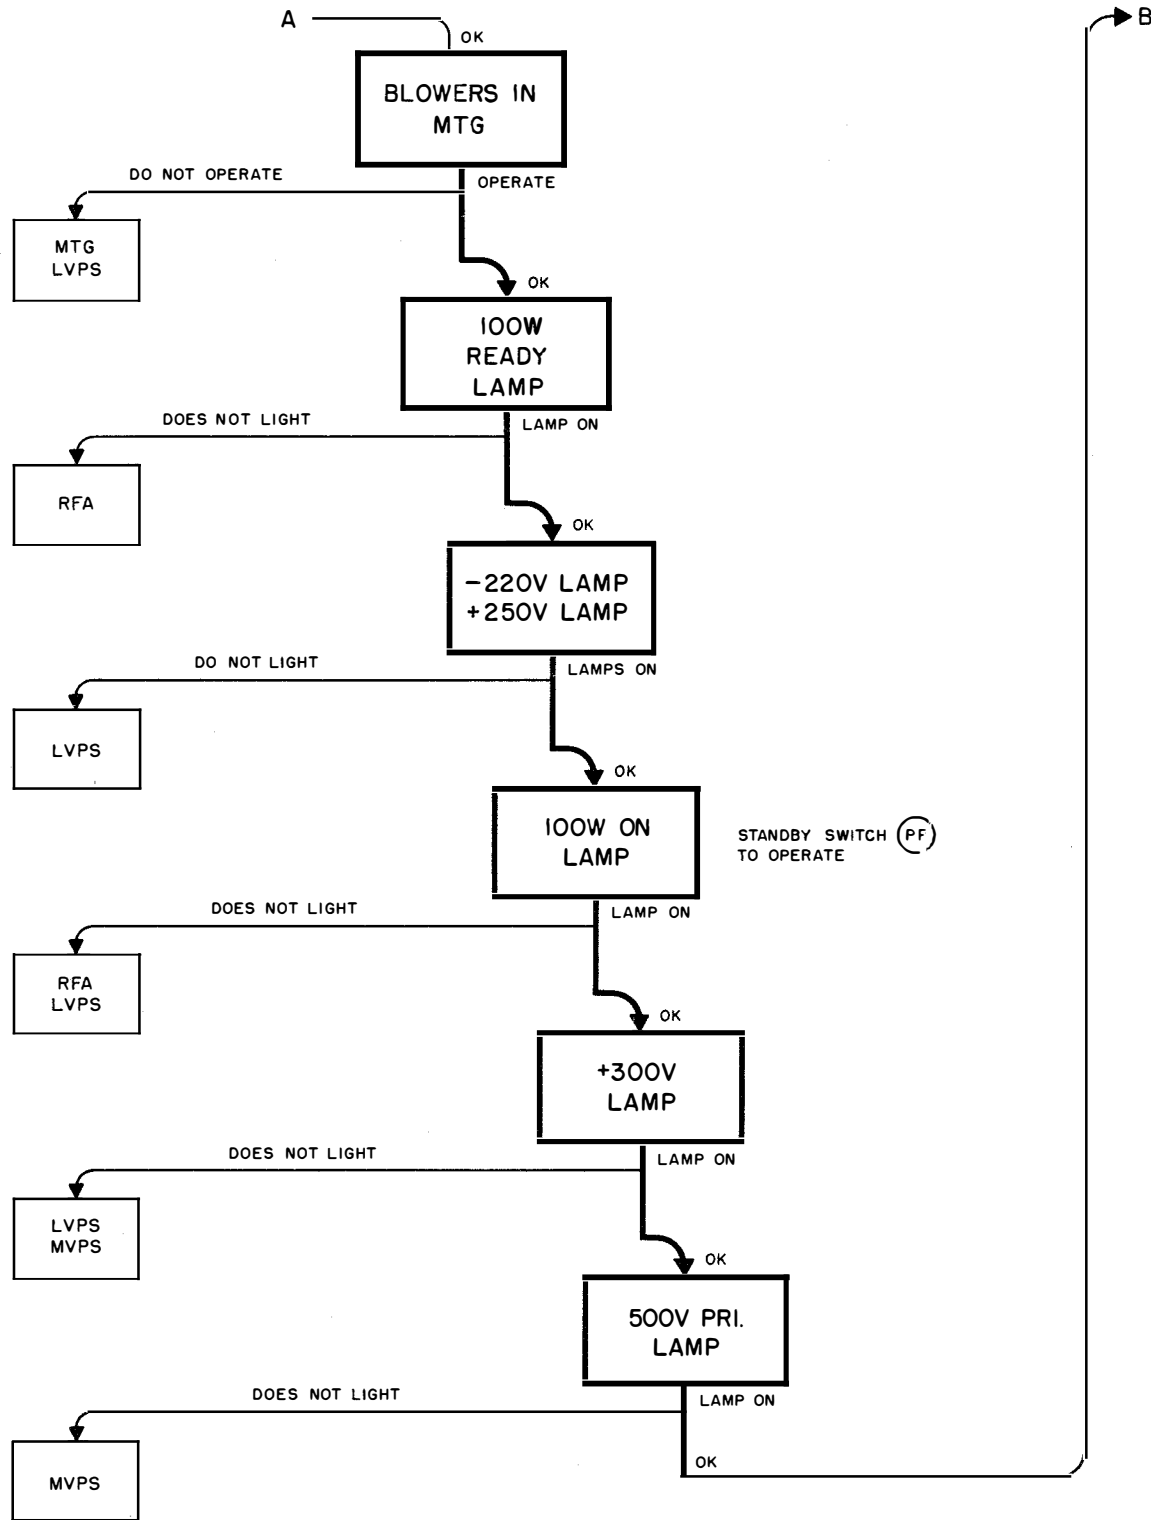 A
B
OK
BLOWERS IN
MTG
DO NOT OPERATE
OPERATE
MTG
LVPS
OK
100W
READY
LAMP
DOES NOT LIGHT
LAMP ON
RFA
OK
-220V LAMP
+250V LAMP
DO NOT LIGHT
LAMPS ON
LVPS
OK
100W ON
LAMP
STANDBY SWITCH PF
TO OPERATE
DOES NOT LIGHT
LAMP ON
RFA
LVPS
OK
+300V
LAMP
DOES NOT LIGHT
LAMP ON
LVPS
MVPS
OK
500V PRI.
LAMP
DOES NOT LIGHT
LAMP ON
MVPS
OK